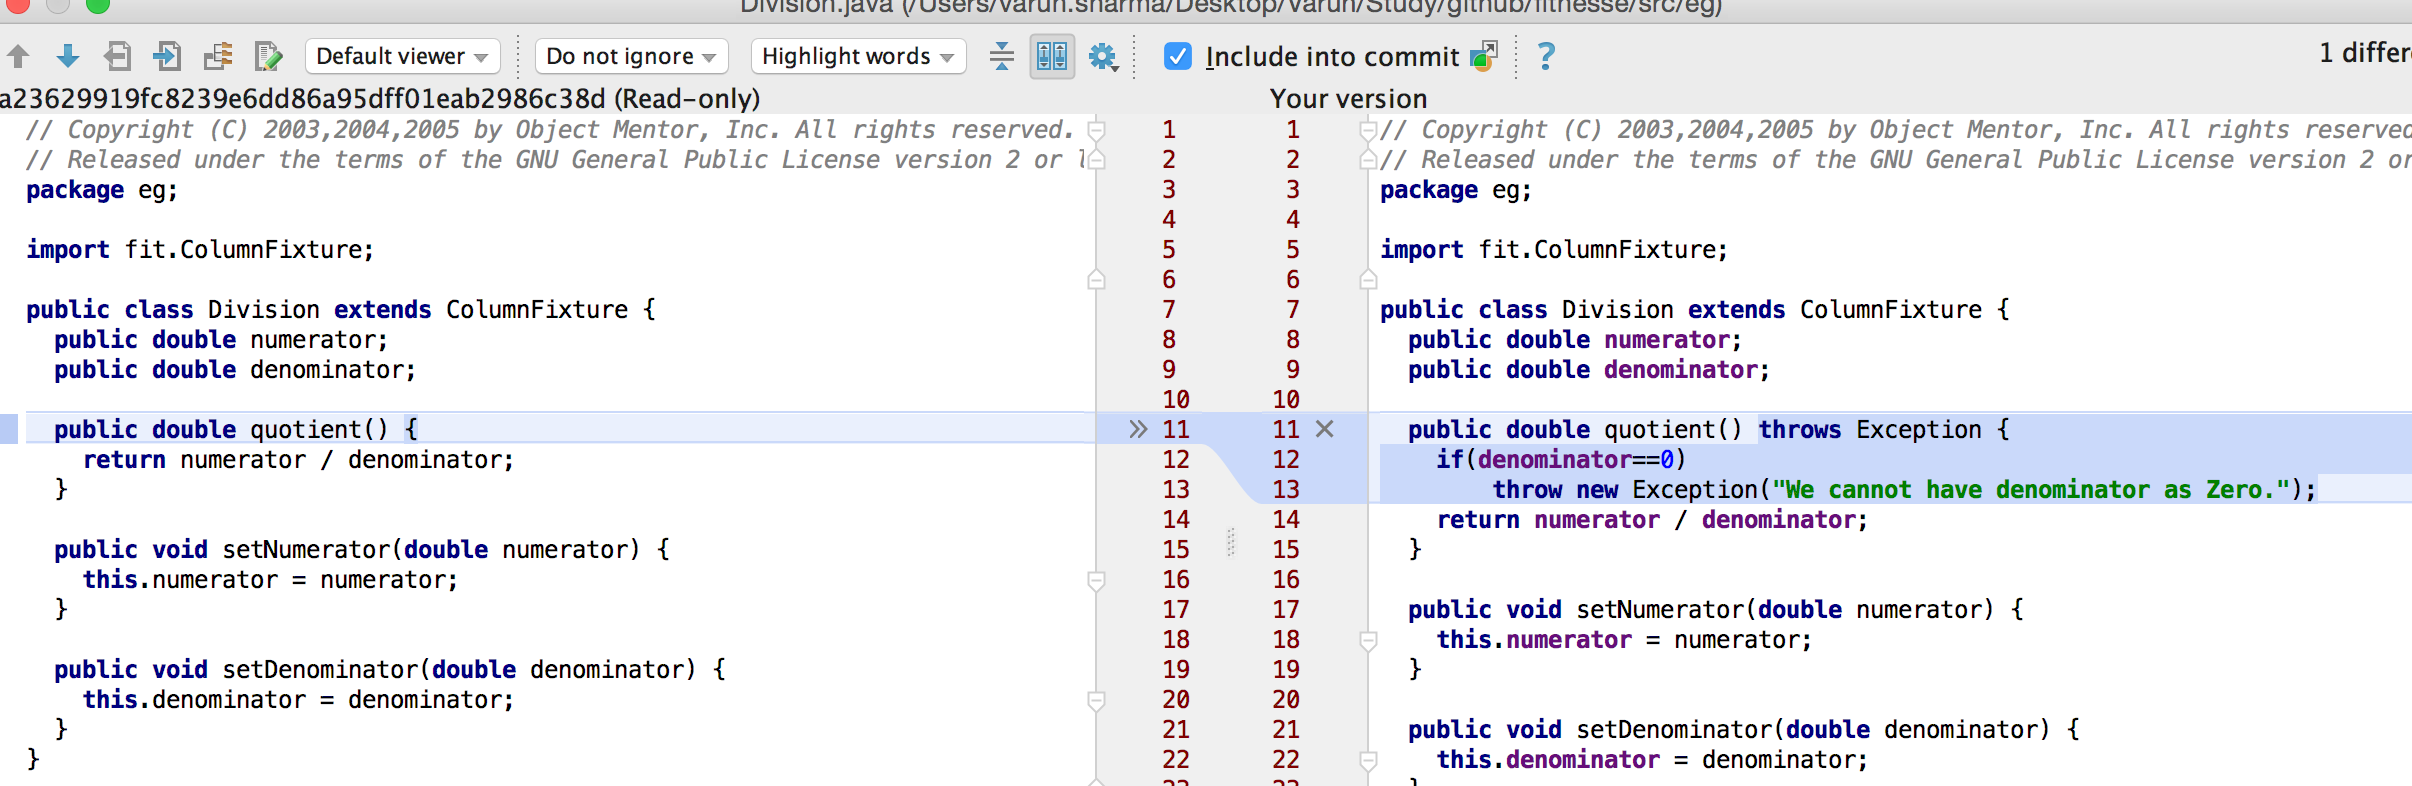 Division.java (/Users/varun.sharma/Desktop/Varun/Study/github/fitnesse/src/eg)
Default viewer Do not ignore Highlight words Include into commit ? 1 differ
a23629919fc8239e6dd86a95dff01eab2986c38d (Read-only) Your version
// Copyright (C) 2003,2004,2005 by Object Mentor, Inc. All rights reserved. 1 1 // Copyright (C) 2003,2004,2005 by Object Mentor, Inc. All rights reserved
// Released under the terms of the GNU General Public License version 2 or l 2 2 // Released under the terms of the GNU General Public License version 2 or
package eg; 3 3 package eg;
4 4
import fit.ColumnFixture; 5 5 import fit.ColumnFixture;
6 6
public class Division extends ColumnFixture { 7 7 public class Division extends ColumnFixture {
public double numerator; 8 8 public double numerator;
public double denominator; 9 9 public double denominator;
10 10
public double quotient() { » 11 11 × public double quotient() throws Exception {
return numerator / denominator; 12 12 if(denominator==0)
} 13 13 throw new Exception("We cannot have denominator as Zero.");
14 14 return numerator / denominator;
public void setNumerator(double numerator) { 15 15 }
this.numerator = numerator; 16 16
} 17 17 public void setNumerator(double numerator) {
18 18 this.numerator = numerator;
public void setDenominator(double denominator) { 19 19 }
this.denominator = denominator; 20 20
} 21 21 public void setDenominator(double denominator) {
} 22 22 this.denominator = denominator;
23 23 }